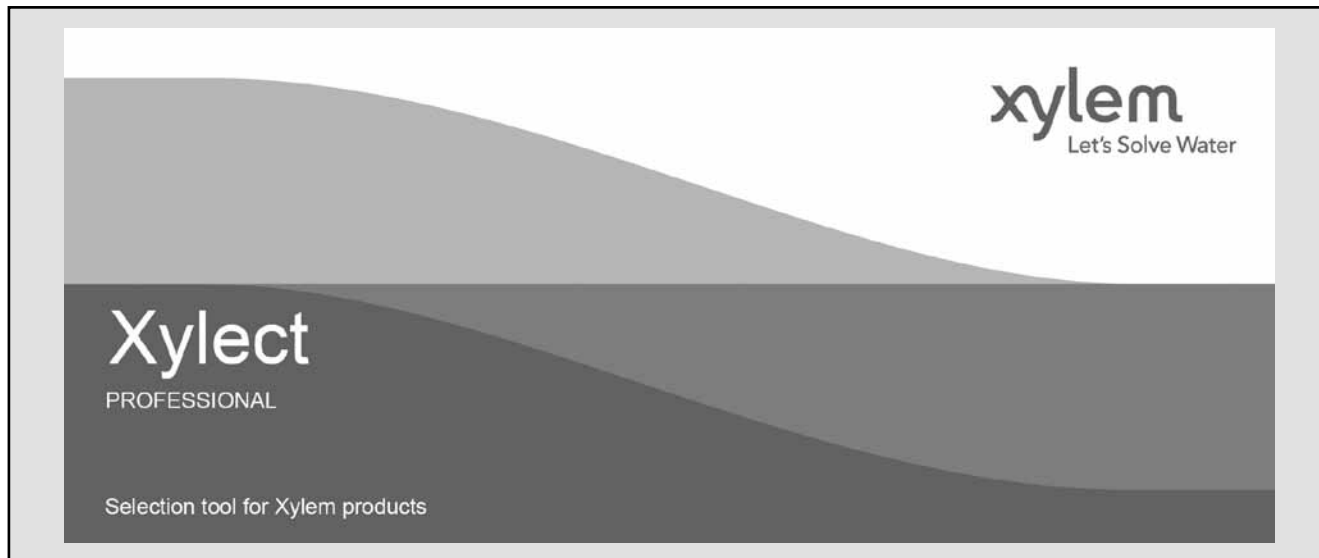 xylem
Let's Solve Water
Xylect
PROFESSIONAL
Selection tool for Xylem products